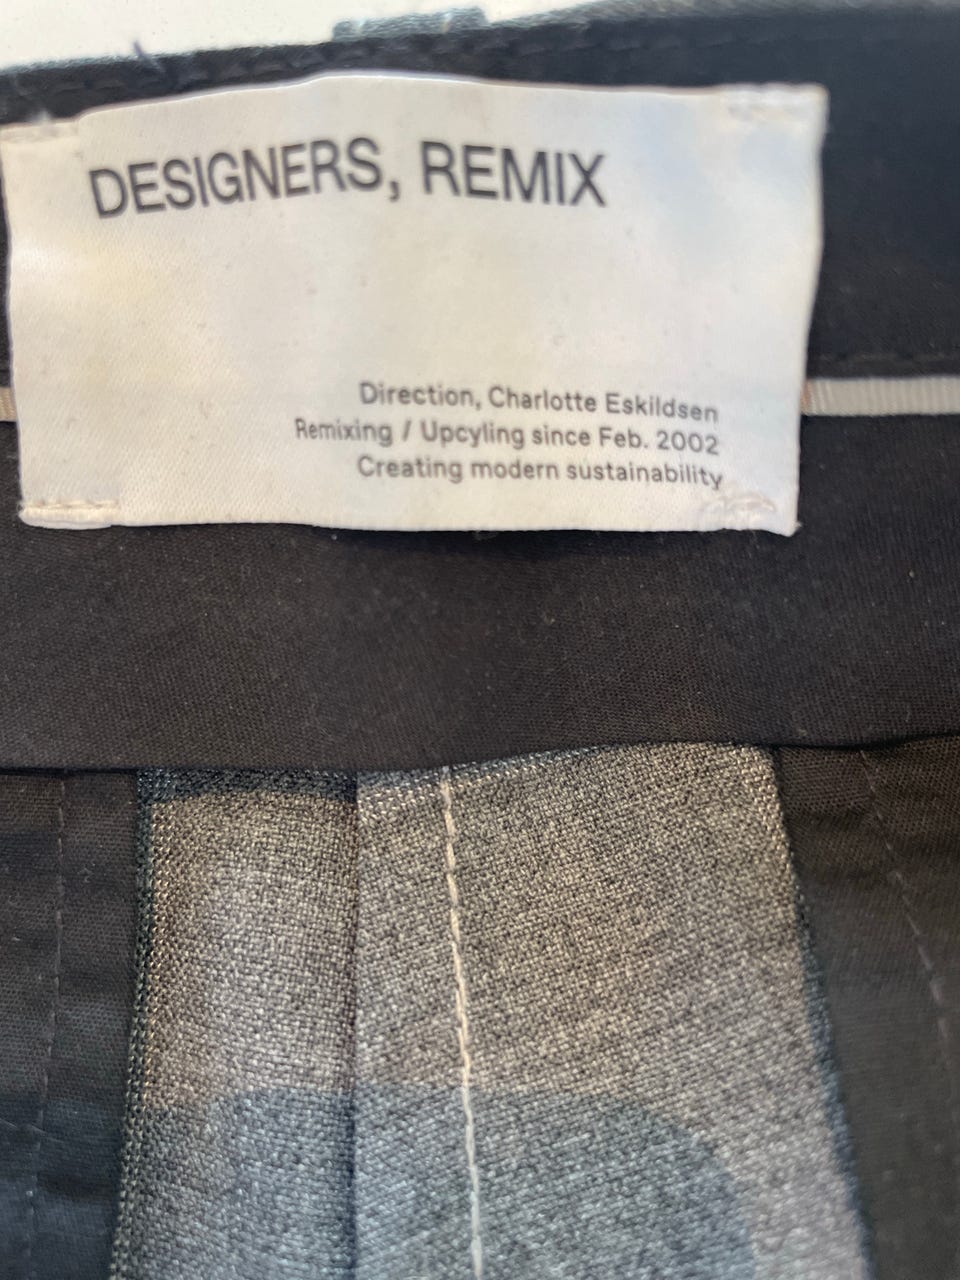 DESIGNERS, REMIX
Direction, Charlotte Eskildsen
Remixing / Upcyling since Feb. 2002
Creating modern sustainability